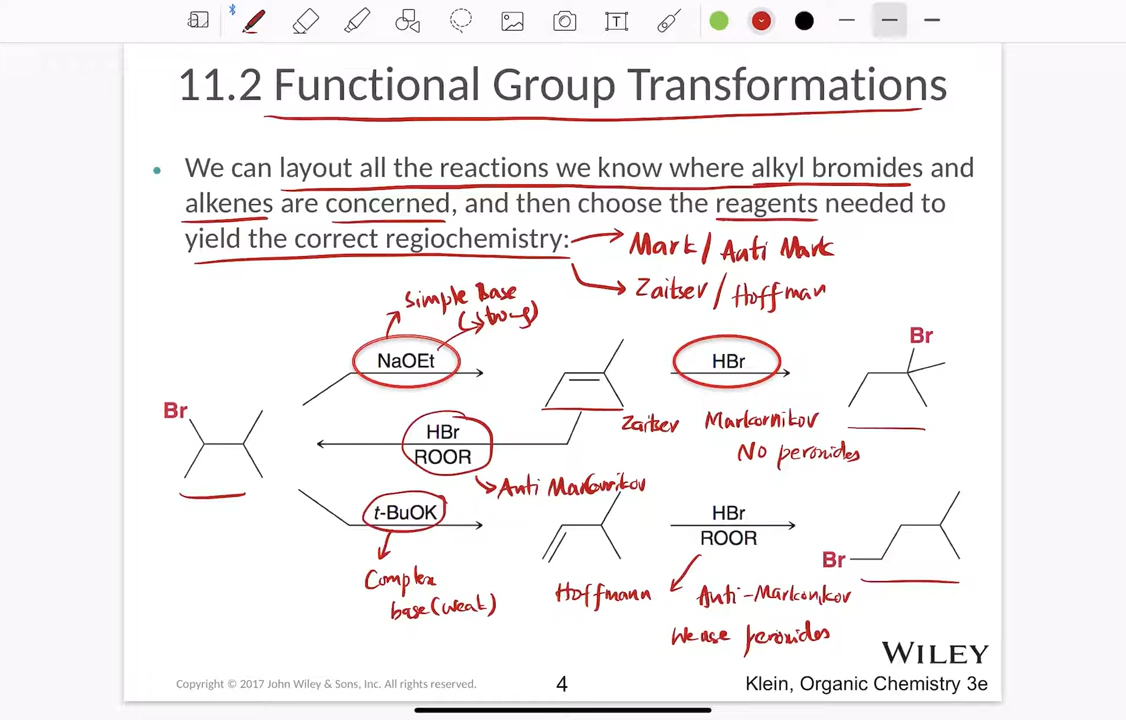 T
11.2 Functional Group Transformations
• We can layout all the reactions we know where alkyl bromides and
alkenes are concerned, and then choose the reagents needed to
yield the correct regiochemistry:
Mark / Anti Mark
Zaitsev / Hoffman
Simple Base
(strong)
NaOEt
HBr
Br
Br
Zaitsev
Markornikov
No peroxides
HBr
ROOR
Anti Markovnikov
t-BuOK
HBr
ROOR
Br
Complex
base (weak)
Hoffmann
Anti-Markonikov
We use peroxides
WILEY
Copyright © 2017 John Wiley & Sons, Inc. All rights reserved.
4
Klein, Organic Chemistry 3e